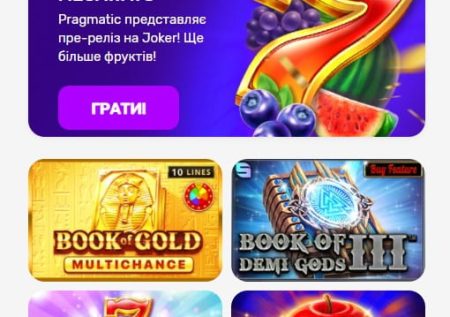 Pragmatic представляє
пре-реліз на Joker! Ще
більше фруктів!
ГРАТИ!
10 LINES
BOOK of GOLD
MULTICHANCE
Buy Feature
BOOK OF
DEMI GODS III